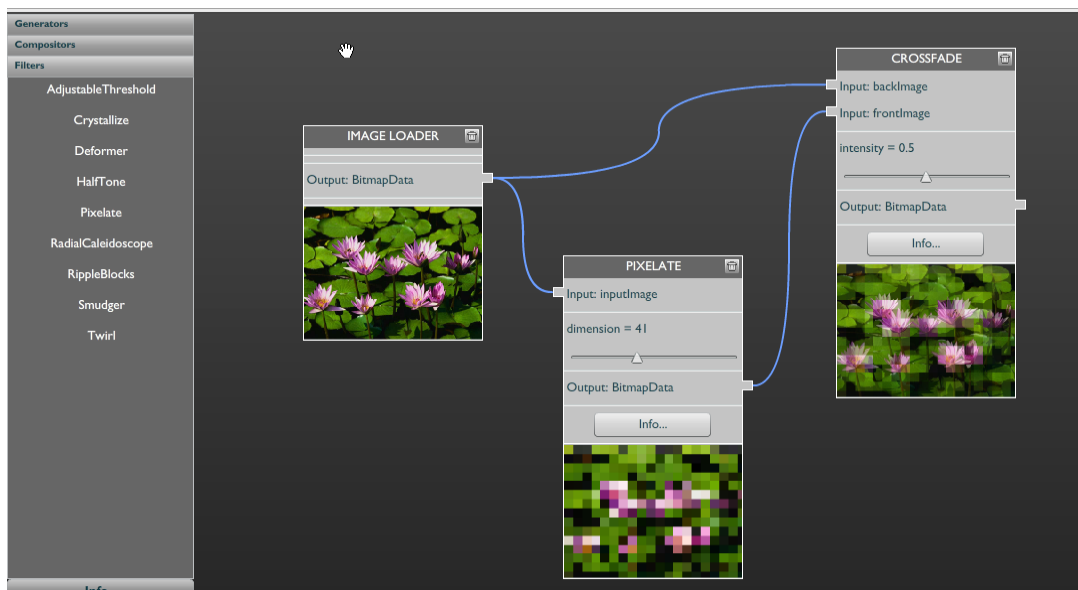 Generators
Compositors
Filters
AdjustableThreshold
Crystallize
Deformer
HalfTone
Pixelate
RadialCaleidoscope
RippleBlocks
Smudger
Twirl
Info
IMAGE LOADER
Output: BitmapData
PIXELATE
Input: inputImage
dimension = 41
Output: BitmapData
Info...
CROSSFADE
Input: backImage
Input: frontImage
intensity = 0.5
Output: BitmapData
Info...